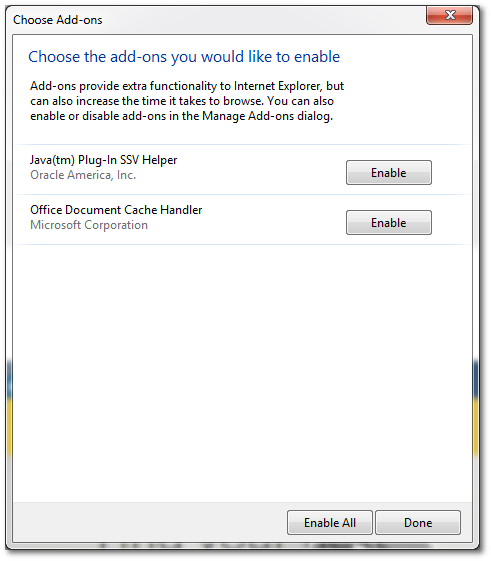 Choose Add-ons
Choose the add-ons you would like to enable
Add-ons provide extra functionality to Internet Explorer, but
can also increase the time it takes to browse. You can also
enable or disable add-ons in the Manage Add-ons dialog.
Java(tm) Plug-In SSV Helper
Oracle America, Inc.
Enable
Office Document Cache Handler
Microsoft Corporation
Enable
Enable All
Done